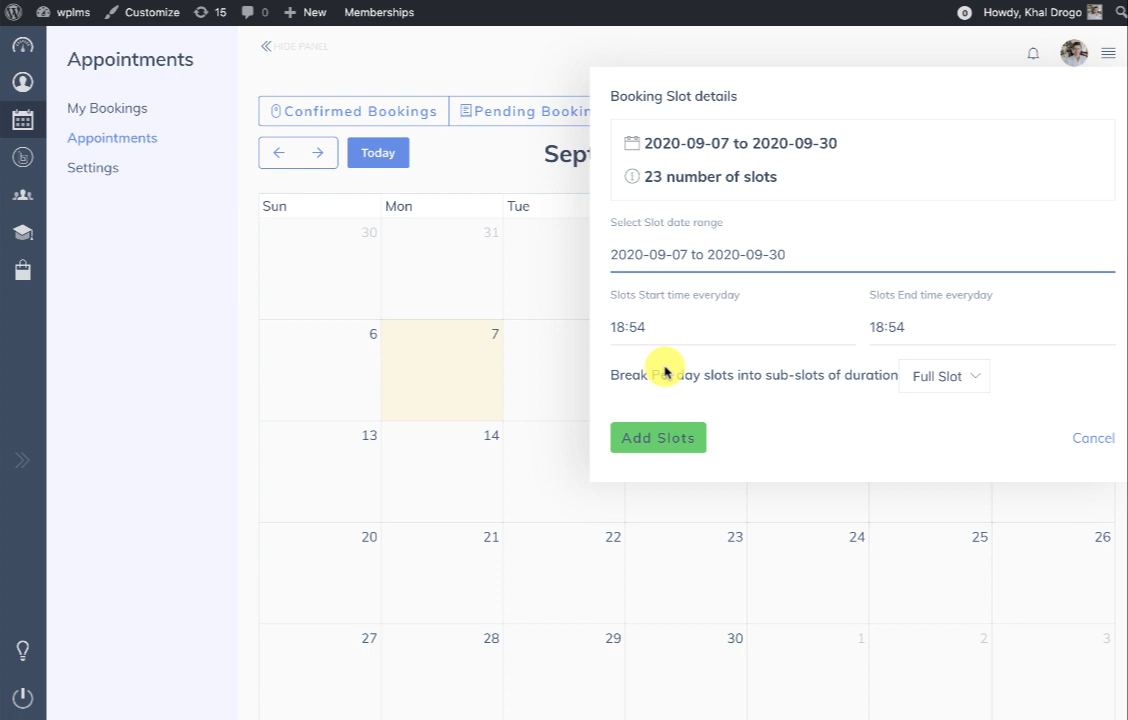 wplms Customize 15 0 New Memberships 0 Howdy, Khal Drogo
Appointments
My Bookings
Appointments
Settings
HIDE PANEL
Confirmed Bookings Pending Bookin
Today Sept
Sun Mon Tue
30 31
6 7
13 14
20 21 22 23 24 25 26
27 28 29 30 1 2 3
Booking Slot details
2020-09-07 to 2020-09-30
23 number of slots
Select Slot date range
2020-09-07 to 2020-09-30
Slots Start time everyday Slots End time everyday
18:54 18:54
Break Per day slots into sub-slots of duration Full Slot
Add Slots Cancel